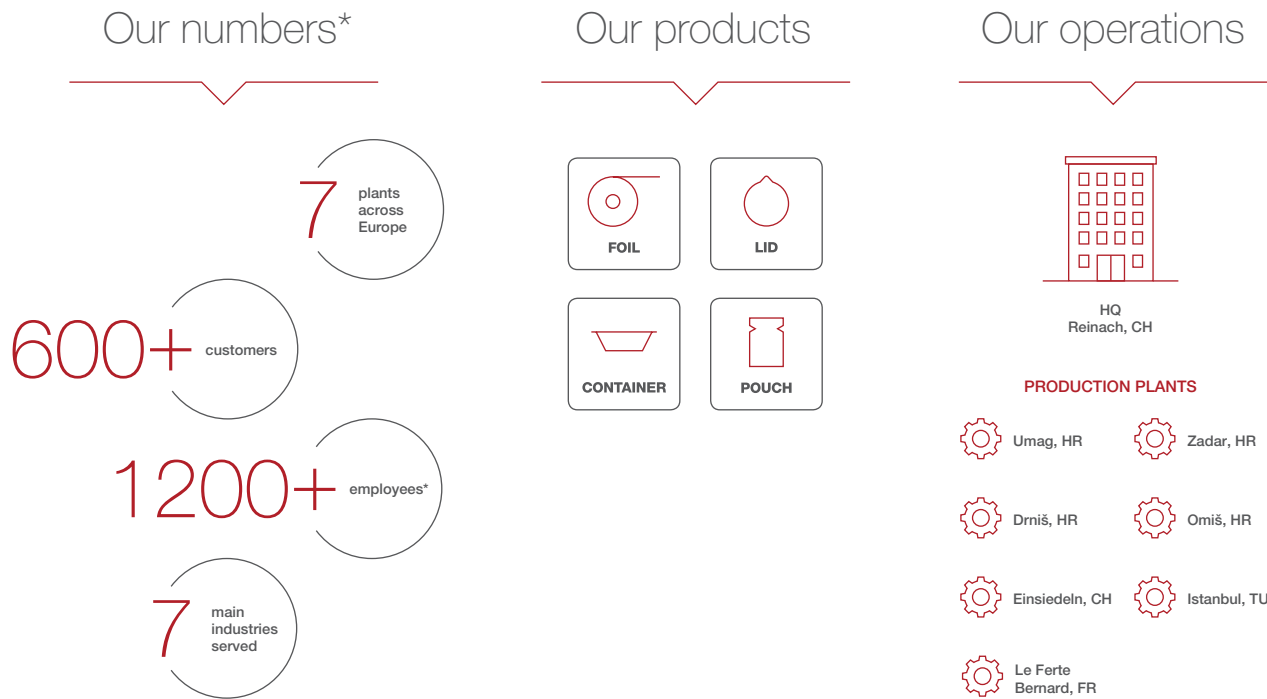 Our numbers*
7
plants
across
Europe
600+
customers
1200+
employees*
7
main
industries
served
Our products
FOIL
LID
CONTAINER
POUCH
Our operations
HQ
Reinach, CH
PRODUCTION PLANTS
Umag, HR
Zadar, HR
Drniš, HR
Omiš, HR
Einsiedeln, CH
Istanbul, TU
Le Ferte
Bernard, FR